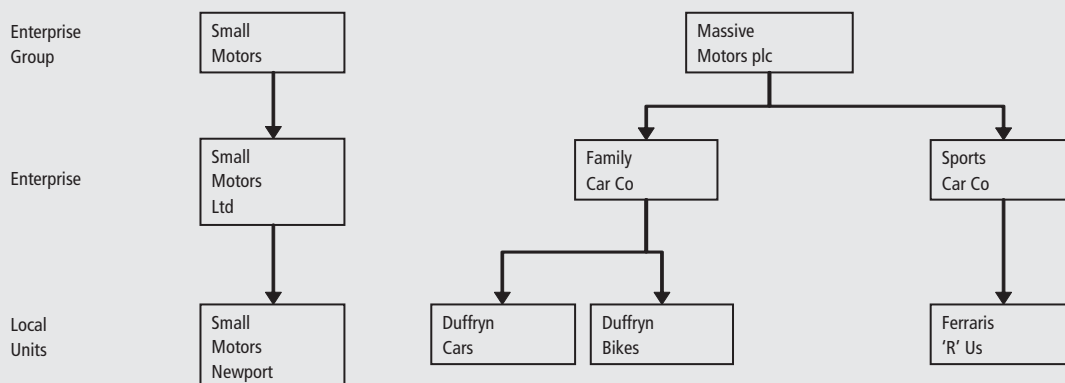 Enterprise
Group
Small
Motors
Massive
Motors plc
Enterprise
Small
Motors
Ltd
Family
Car Co
Sports
Car Co
Local
Units
Small
Motors
Newport
Duffryn
Cars
Duffryn
Bikes
Ferraris
'R' Us